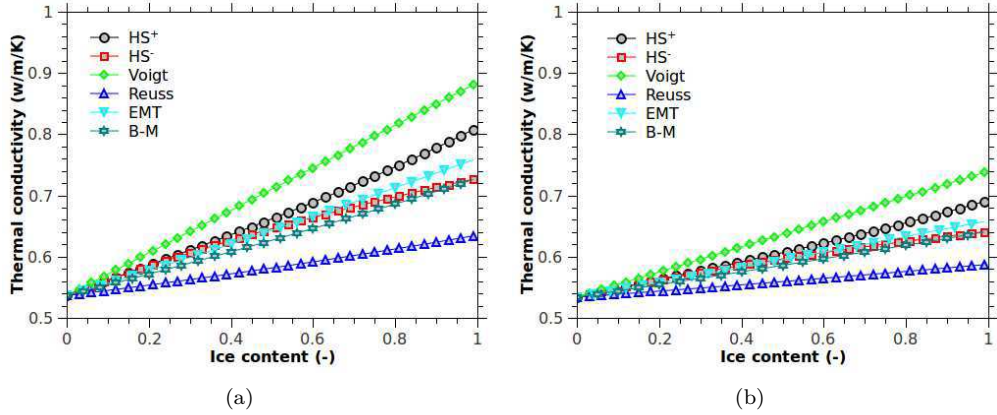 1
0.9
0.8
0.7
0.6
0.5
Thermal conductivity (w/m/K)
HS+
HS-
Voigt
Reuss
EMT
B-M
0 0.2 0.4 0.6 0.8 1
Ice content (-)
(a)
1
0.9
0.8
0.7
0.6
0.5
Thermal conductivity (w/m/K)
HS+
HS-
Voigt
Reuss
EMT
B-M
0 0.2 0.4 0.6 0.8 1
Ice content (-)
(b)